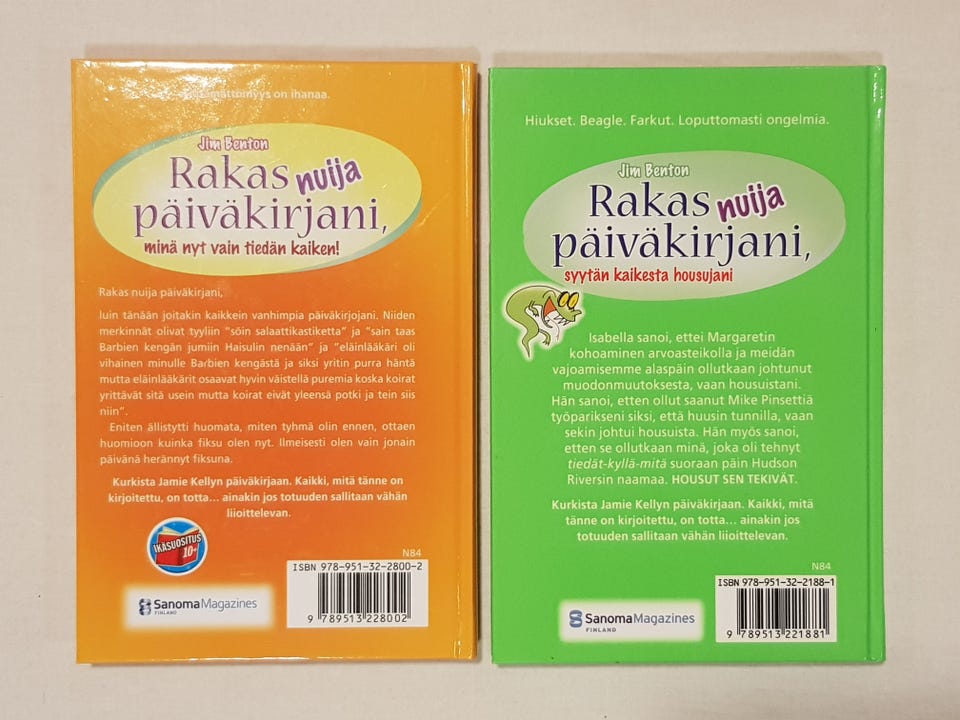 on ihanaa.
Jim Benton
Rakas nuija
päiväkirjani,
minä nyt vain tiedän kaiken!
Rakas nuija päiväkirjani,
luin tänään joitakin kaikkein vanhimpia päiväkirjojani. Niiden
merkinnät olivat tyyliin "söin salaattikastiketta" ja "sain taas
Barbien kengän jumiin Haisulin nenään" ja "eläinlääkäri oli
vihainen minulle Barbien kengästä ja siksi yritin purra häntä
mutta eläinlääkärit osaavat hyvin väistellä puremia koska koirat
yrittävät sitä usein mutta koirat eivät yleensä potki ja tein siis
niin".
Eniten ällistytti huomata, miten tyhmä olin ennen, ottaen
huomioon kuinka fiksu olen nyt. Ilmeisesti olen vain jonain
päivänä herännyt fiksuna.
Kurkista Jamie Kellyn päiväkirjaan. Kaikki, mitä tänne on
kirjoitettu, on totta... ainakin jos totuuden sallitaan vähän
liioittelevan.
IKÄSUOSITUS
10+
N84
ISBN 978-951-32-2800-2
9 789513 228002
SanomaMagazines
FINLAND
Hiukset. Beagle. Farkut. Loputtomasti ongelmia.
Jim Benton
Rakas nuija
päiväkirjani,
syytän kaikesta housujani
Isabella sanoi, ettei Margaretin
kohoaminen arvoasteikolla ja meidän
vajoamisemme alaspäin ollutkaan johtunut
muodonmuutoksesta, vaan housuistani.
Hän sanoi, etten ollut saanut Mike Pinsettiä
työparikseni siksi, että huusin tunnilla, vaan
sekin johtui housuista. Hän myös sanoi,
etten se ollutkaan minä, joka oli tehnyt
tiedät-kyllä-mitä suoraan päin Hudson
Riversin naamaa. HOUSUT SEN TEKIVÄT.
Kurkista Jamie Kellyn päiväkirjaan. Kaikki, mitä
tänne on kirjoitettu, on totta... ainakin jos
totuuden sallitaan vähän liioittelevan.
N84
ISBN 978-951-32-2188-1
9 789513 221881
SanomaMagazines
FINLAND